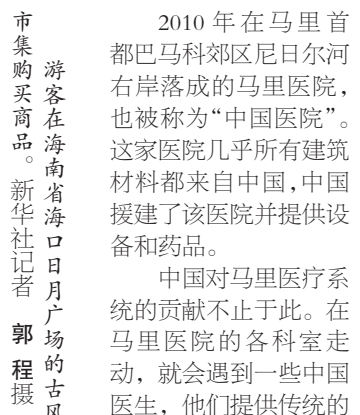 游客在海南省海口日月广场的古风
市集购买商品。新华社记者 郭 程摄
2010 年在马里首
都巴马科郊区尼日尔河
右岸落成的马里医院，
也被称为“中国医院”。
这家医院几乎所有建筑
材料都来自中国，中国
援建了该医院并提供设
备和药品。
中国对马里医疗系
统的贡献不止于此。在
马里医院的各科室走
动，就会遇到一些中国
医生，他们提供传统的